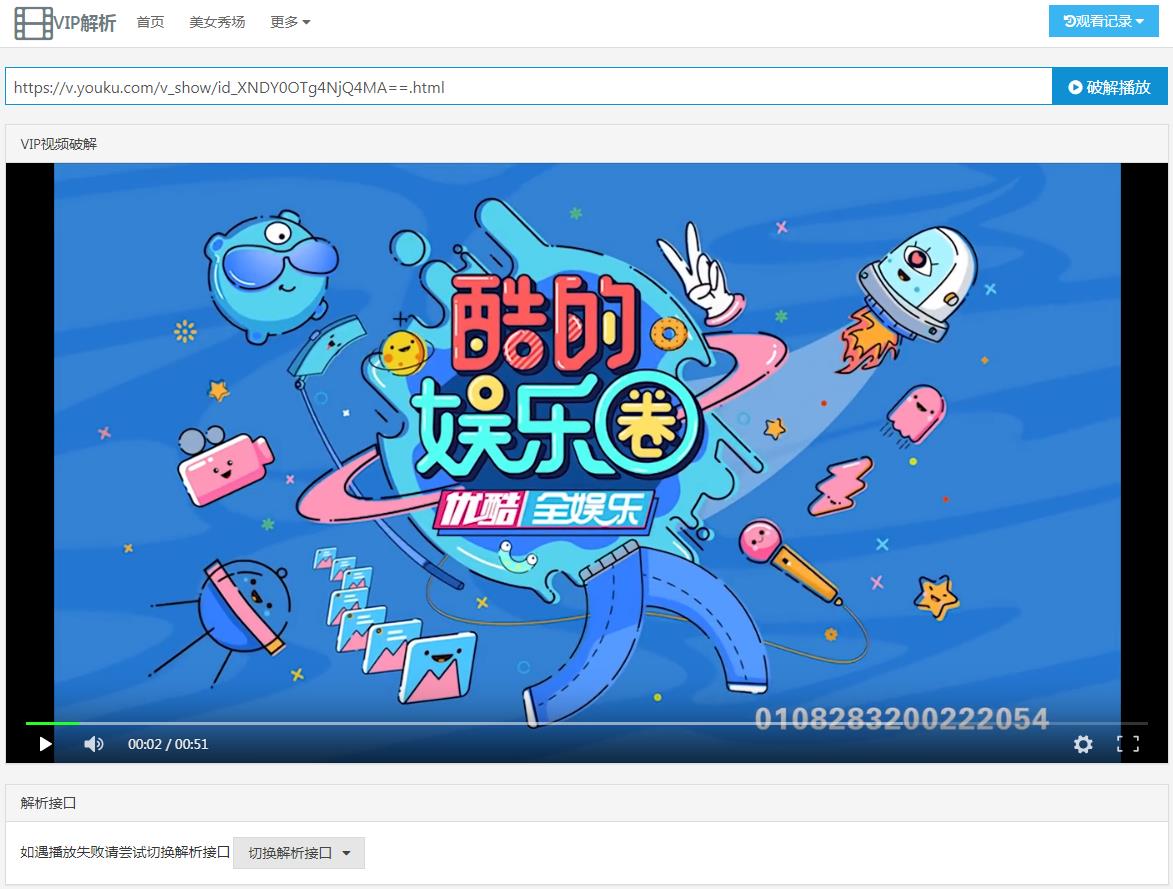 VIP解析 首页 美女秀场 更多 观看记录
https://v.youku.com/v_show/id_XNDY0OTg4NjQ4MA==.html 破解播放
VIP视频破解
酷的
娱乐圈
优酷 全娱乐
0108283200222054
00:02 / 00:51
解析接口
如遇播放失败请尝试切换解析接口 切换解析接口